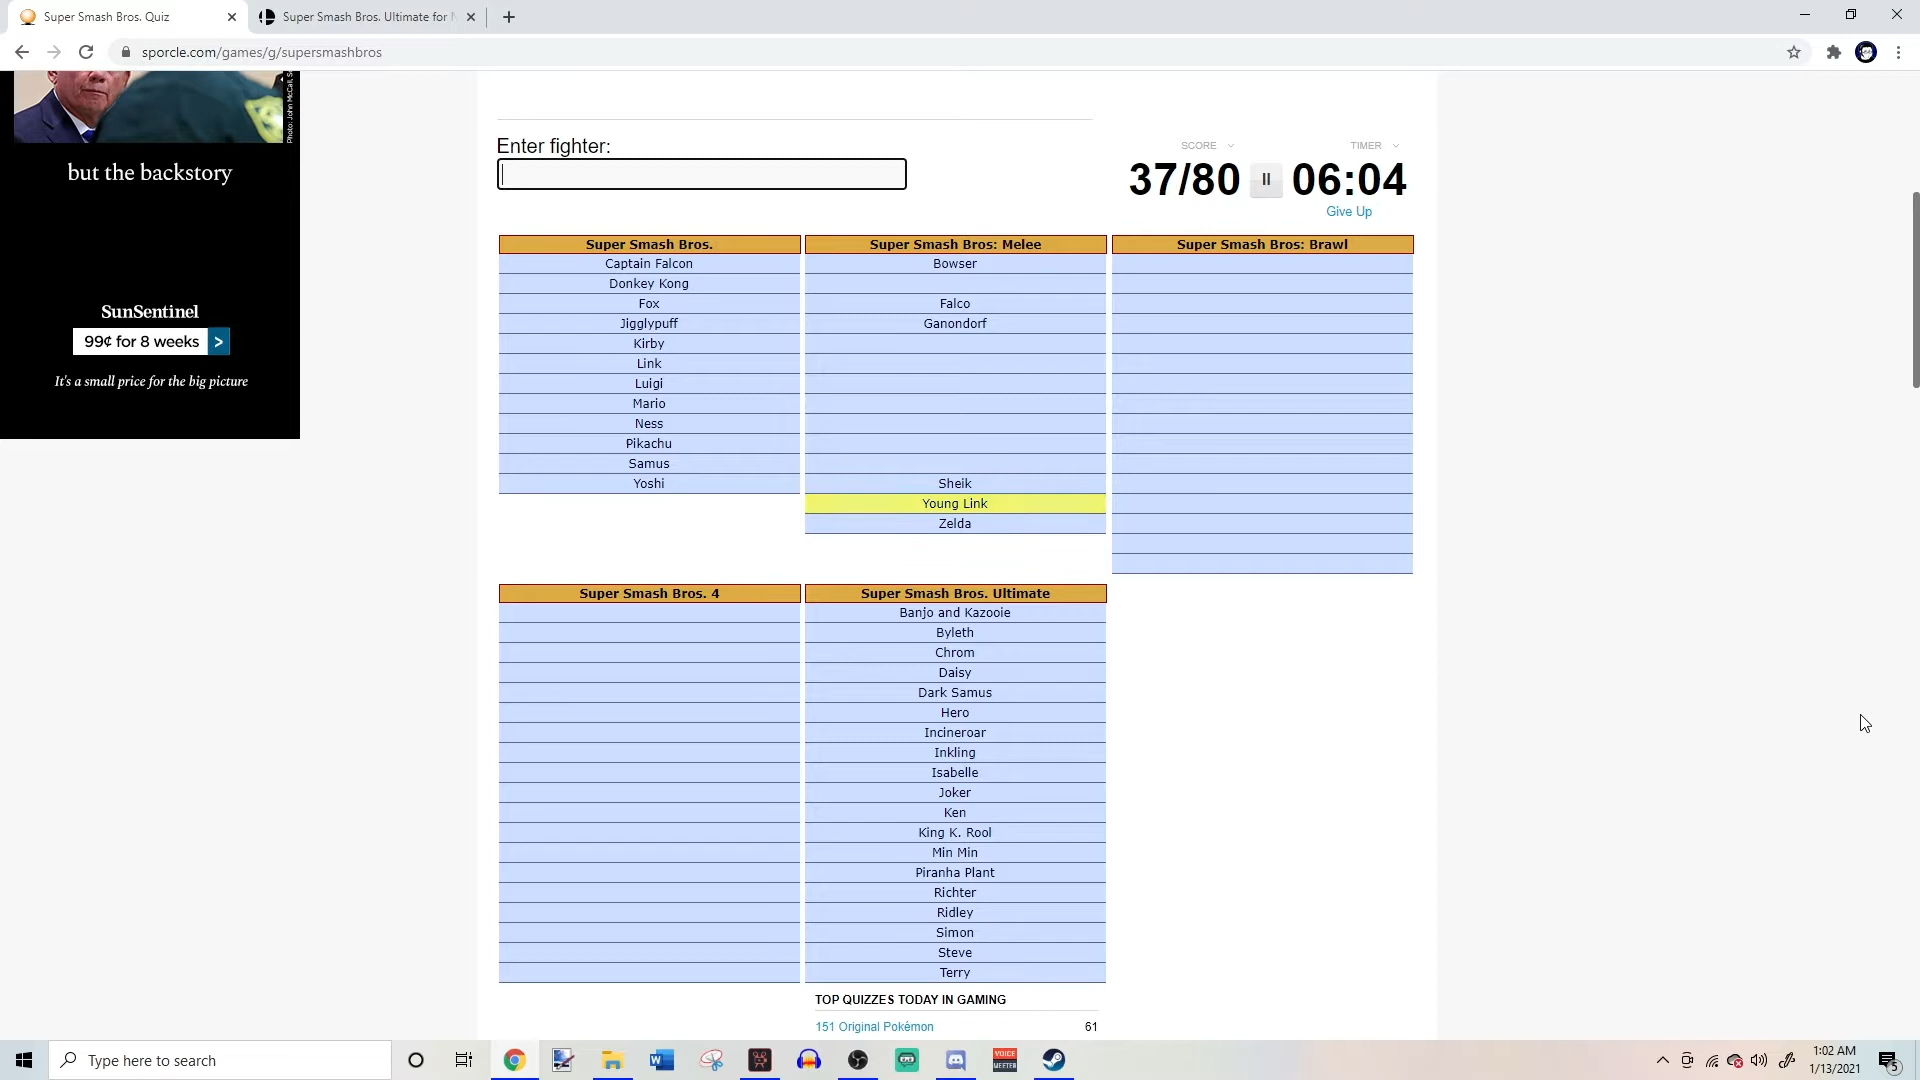 Super Smash Bros. Quiz
Super Smash Bros. Ultimate for
sporcle.com/games/g/supersmashbros
Photo: John McCall, S
but the backstory
SunSentinel
99¢ for 8 weeks >
It's a small price for the big picture
Enter fighter:
SCORE
TIMER
37/80
06:04
Give Up
Super Smash Bros.
Captain Falcon
Donkey Kong
Fox
Jigglypuff
Kirby
Link
Luigi
Mario
Ness
Pikachu
Samus
Yoshi
Super Smash Bros: Melee
Bowser
Falco
Ganondorf
Sheik
Young Link
Zelda
Super Smash Bros: Brawl
Super Smash Bros. 4
Super Smash Bros. Ultimate
Banjo and Kazooie
Byleth
Chrom
Daisy
Dark Samus
Hero
Incineroar
Inkling
Isabelle
Joker
Ken
King K. Rool
Min Min
Piranha Plant
Richter
Ridley
Simon
Steve
Terry
TOP QUIZZES TODAY IN GAMING
151 Original Pokémon 61
Type here to search
VOICE
MEETER
1:02 AM
1/13/2021
5